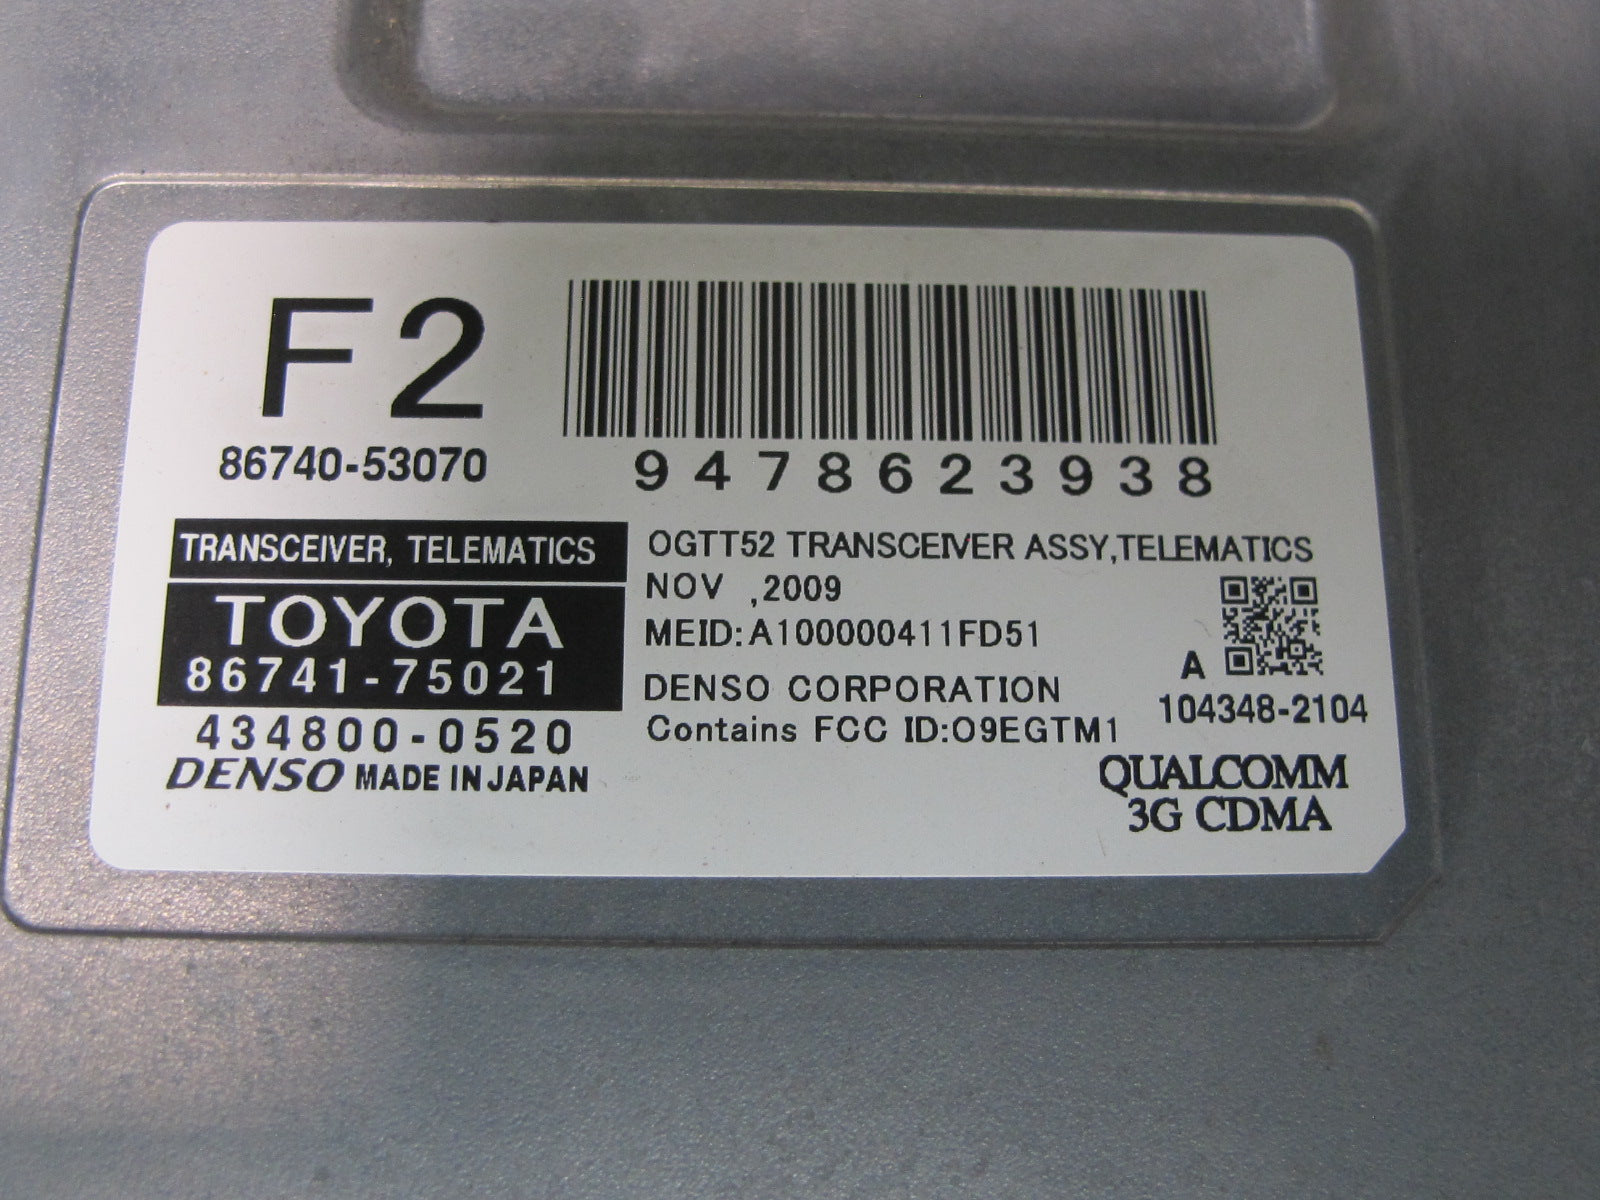 F2
86740-53070
9478623938
TRANSCEIVER, TELEMATICS
TOYOTA
86741-75021
434800-0520
DENSO MADE IN JAPAN
OGTT52 TRANSCEIVER ASSY,TELEMATICS
NOV ,2009
MEID:A100000411FD51
DENSO CORPORATION
Contains FCC ID:O9EGTM1
A
104348-2104
QUALCOMM
3G CDMA